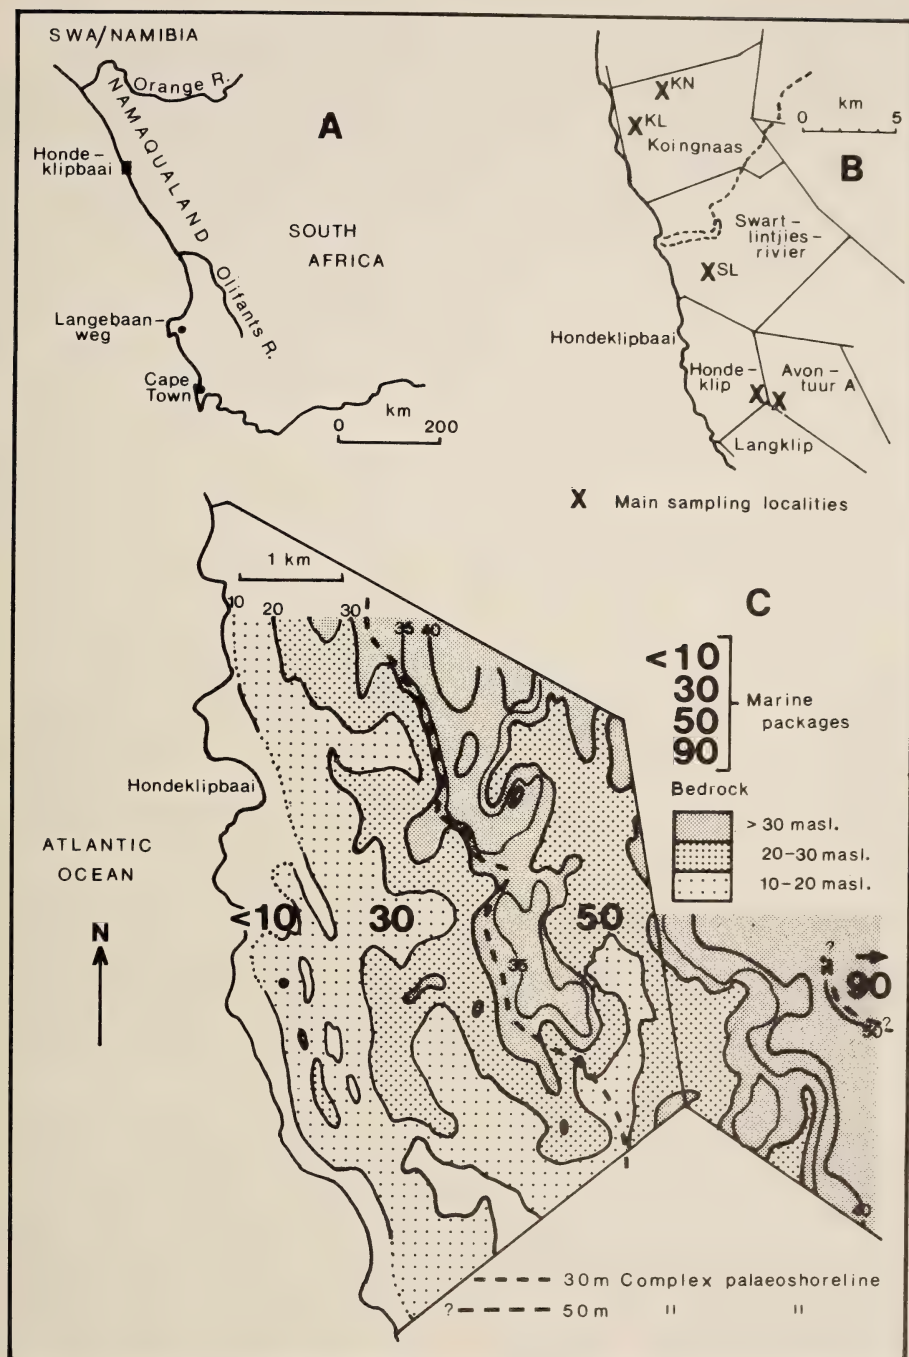 SWA/NAMIBIA
Orange R.
NAMAQUALAND
Honde-
klipbaai
A
SOUTH
AFRICA
Olifants R.
Langebaan-
weg
Cape
Town
km
0 200
KN
KL
Koingnaas
km
0 5
B
Swart-
lintjies-
rivier
SL
Hondeklipbaai
Honde-
klip
Avon-
tuur A
Langklip
X Main sampling localities
1 km
10 20 30 35 40
C
<10
30
50
90
Marine
packages
Bedrock
> 30 masl.
20-30 masl.
10-20 masl.
Hondeklipbaai
ATLANTIC
OCEAN
N
<10 30 50
35
?
90
50?
40
30m Complex palaeoshoreline
? 50m " "